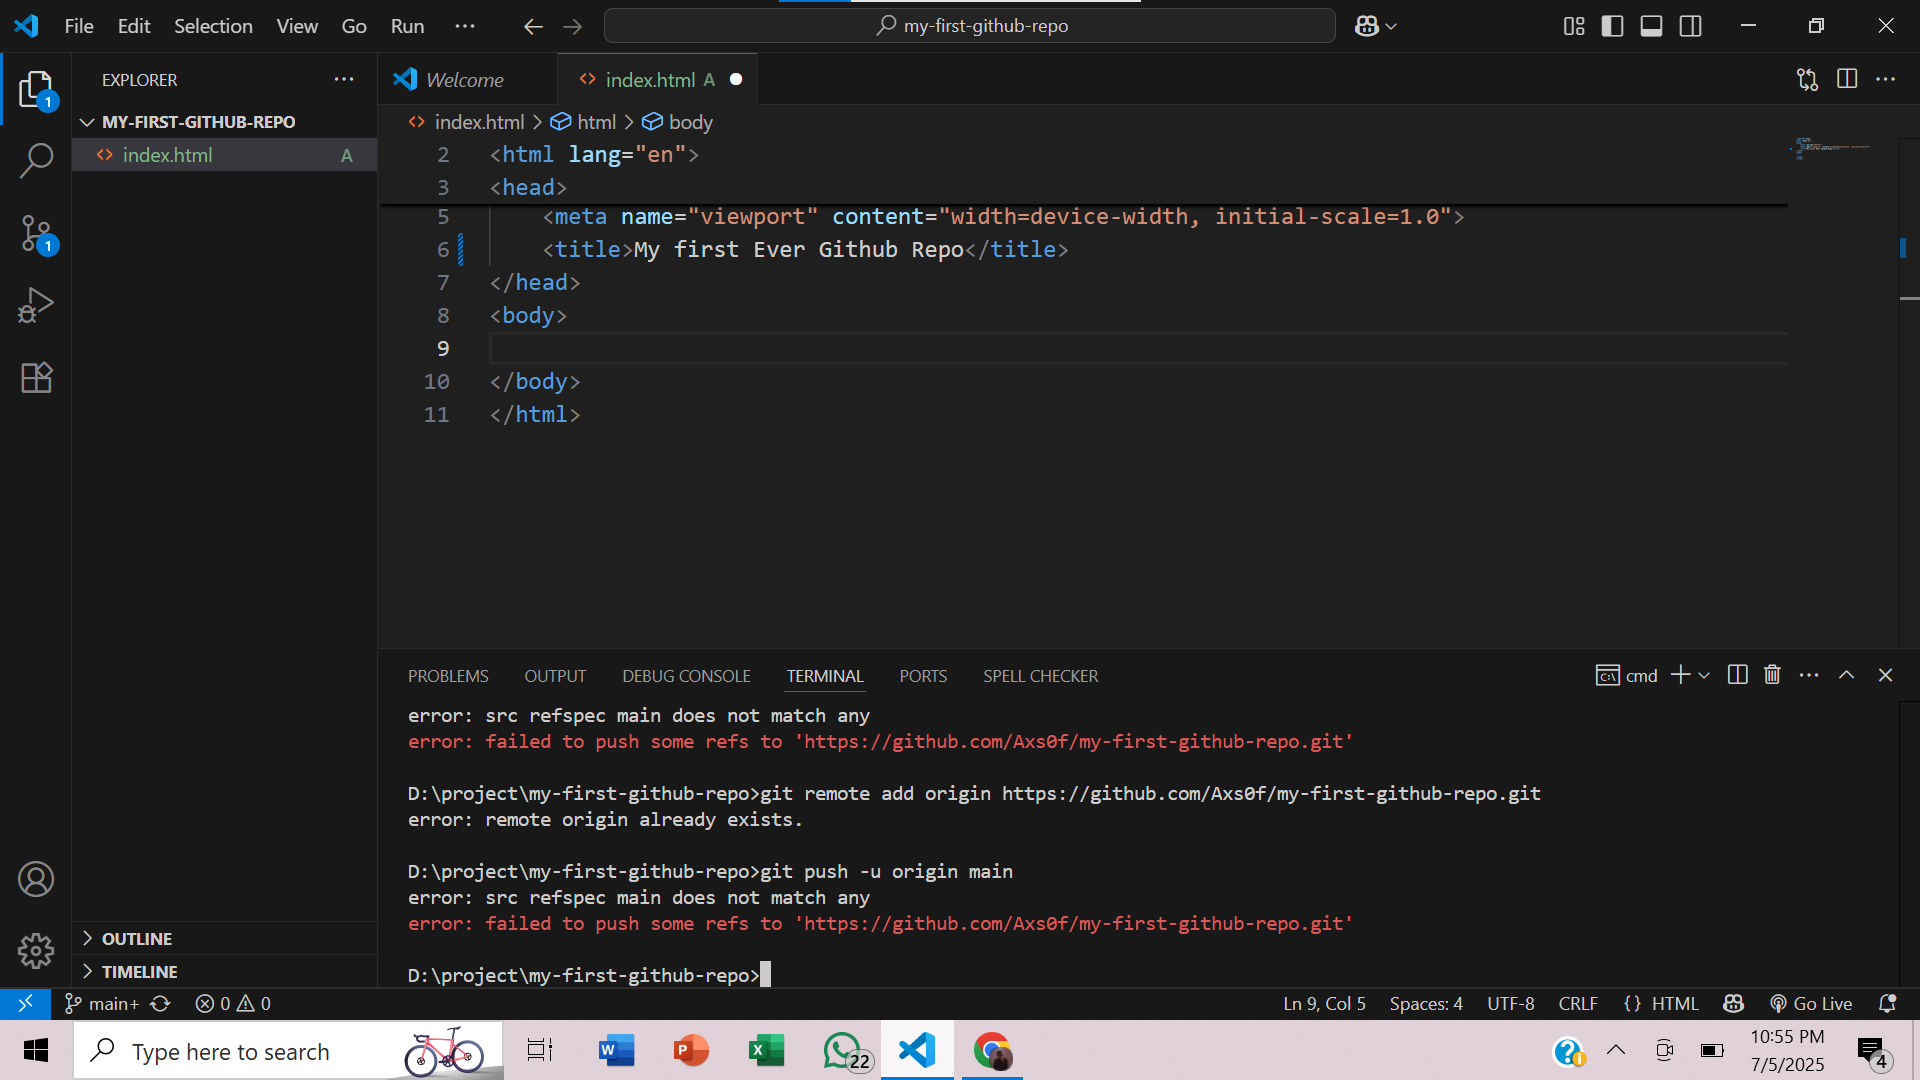 File Edit Selection View Go Run ···
my-first-github-repo
EXPLORER
1
MY-FIRST-GITHUB-REPO
index.html A
1
OUTLINE
TIMELINE
Welcome
index.html A
index.html > html > body
2 <html lang="en">
3 <head>
5 <meta name="viewport" content="width=device-width, initial-scale=1.0">
6 <title>My first Ever Github Repo</title>
7 </head>
8 <body>
9
10 </body>
11 </html>
PROBLEMS OUTPUT DEBUG CONSOLE TERMINAL PORTS SPELL CHECKER
cmd
error: src refspec main does not match any
error: failed to push some refs to 'https://github.com/Axs0f/my-first-github-repo.git'
D:\project\my-first-github-repo>git remote add origin https://github.com/Axs0f/my-first-github-repo.git
error: remote origin already exists.
D:\project\my-first-github-repo>git push -u origin main
error: src refspec main does not match any
error: failed to push some refs to 'https://github.com/Axs0f/my-first-github-repo.git'
D:\project\my-first-github-repo>
main+ 0 0
Ln 9, Col 5 Spaces: 4 UTF-8 CRLF {} HTML Go Live
Type here to search
W
P
X
22
10:55 PM
7/5/2025
4